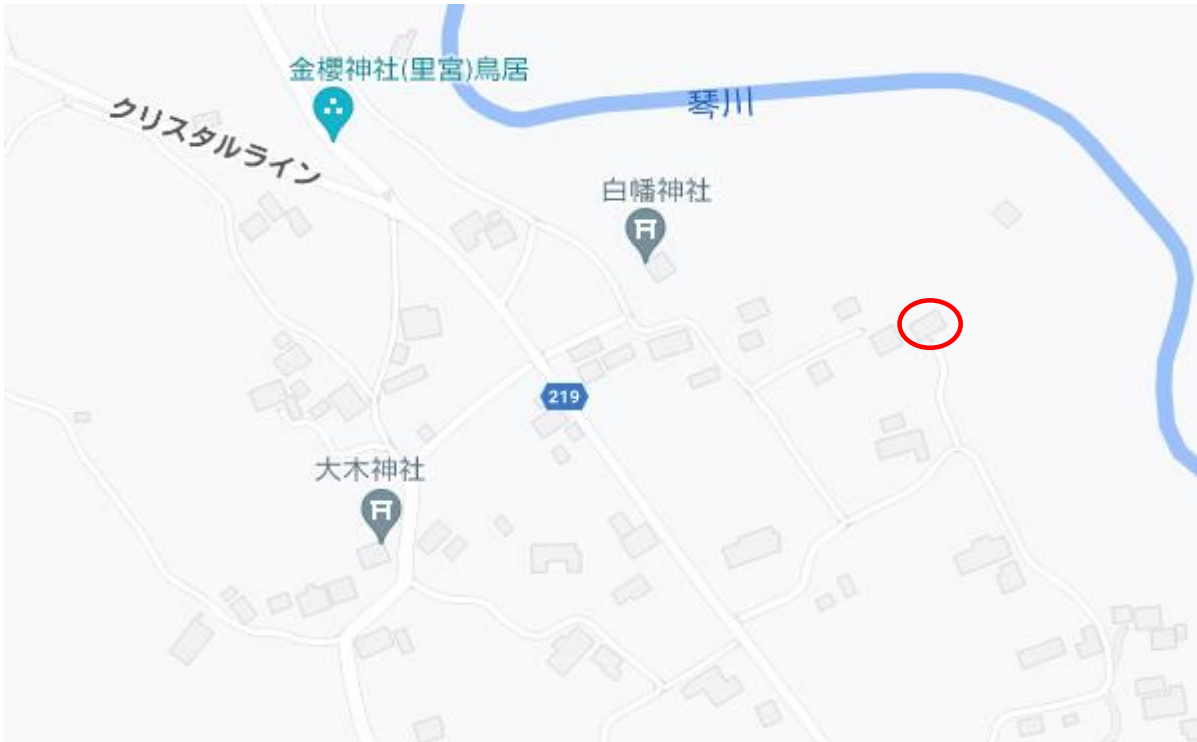 金櫻神社(里宮)鳥居
クリスタルライン
琴川
白幡神社
219
大木神社